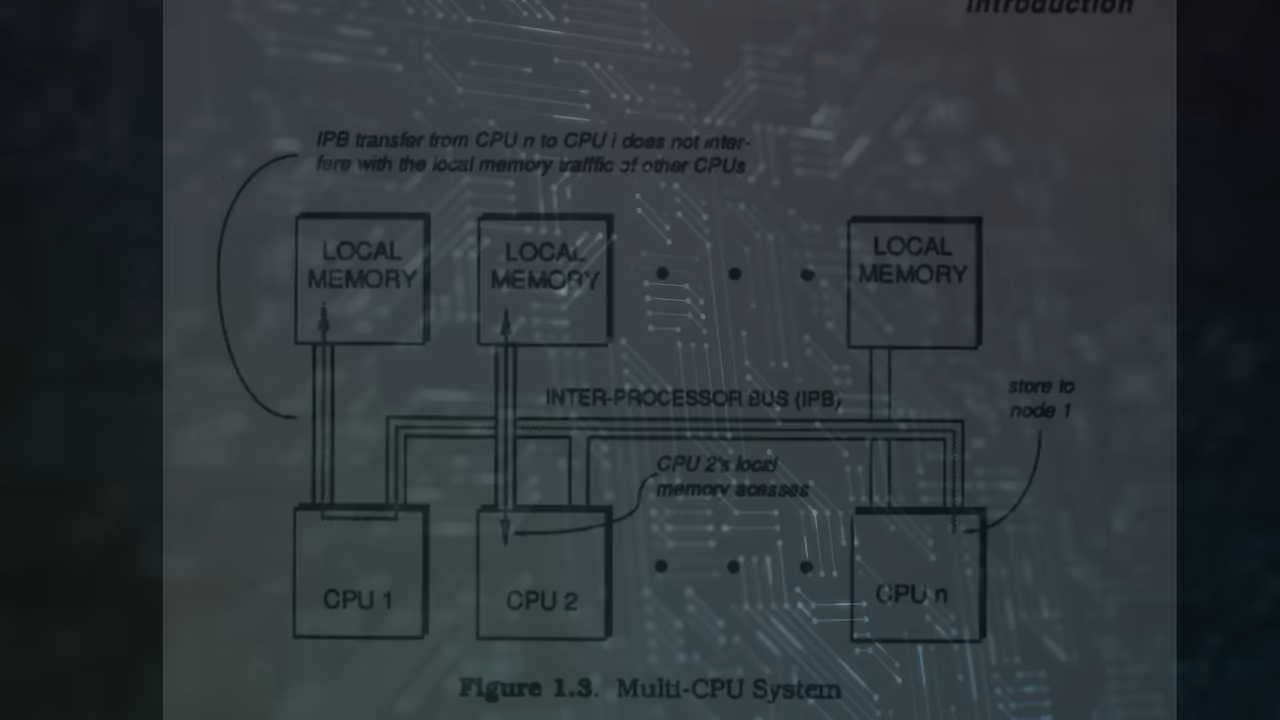 Introduction
IPB transfer from CPU n to CPU i does not inter-
fere with the local memory traffic of other CPUs
LOCAL
MEMORY
LOCAL
MEMORY
LOCAL
MEMORY
INTER-PROCESSOR BUS (IPB)
store to
node 1
CPU 2's local
memory acesses
CPU 1
CPU 2
CPU n
Figure 1.3. Multi-CPU System